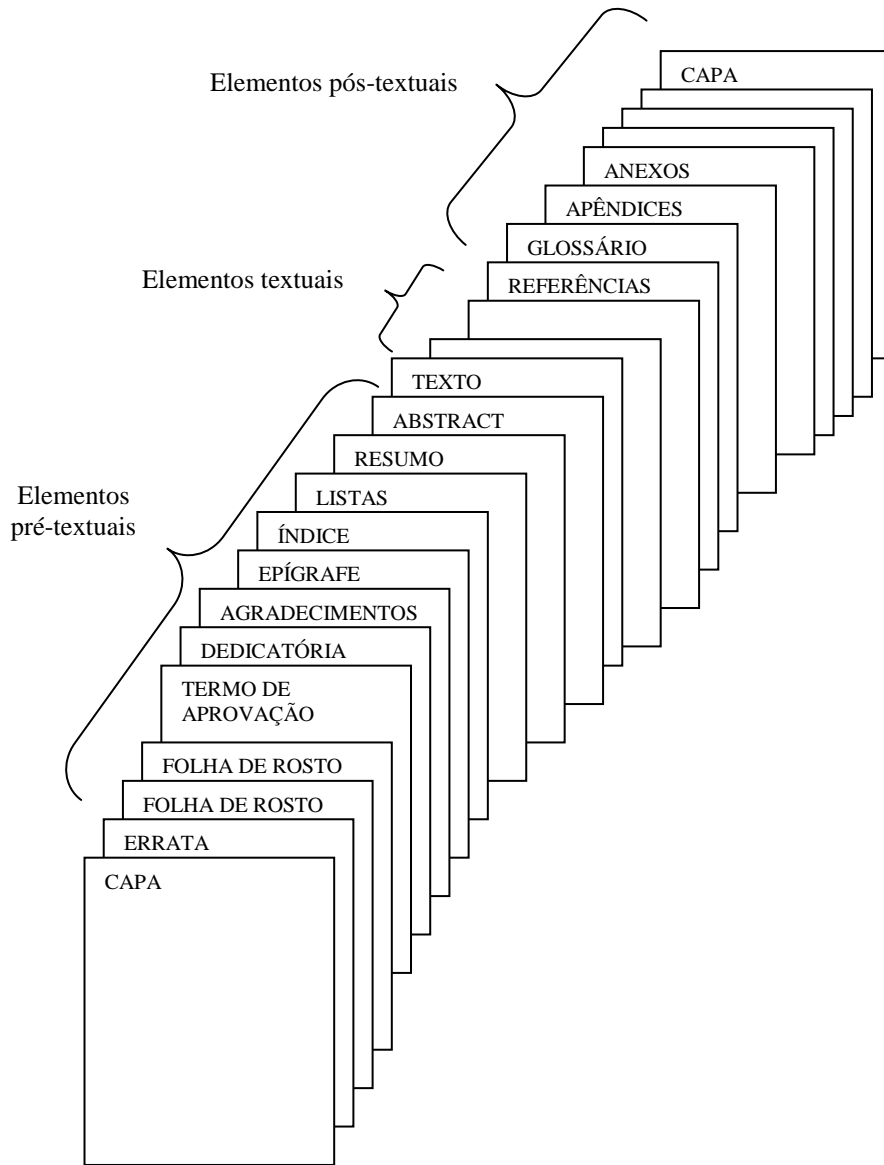 Elementos pós-textuais
CAPA
ANEXOS
APÊNDICES
GLOSSÁRIO
Elementos textuais
REFERÊNCIAS
TEXTO
ABSTRACT
RESUMO
Elementos
pré-textuais
LISTAS
ÍNDICE
EPÍGRAFE
AGRADECIMENTOS
DEDICATÓRIA
TERMO DE
APROVAÇÃO
FOLHA DE ROSTO
FOLHA DE ROSTO
ERRATA
CAPA